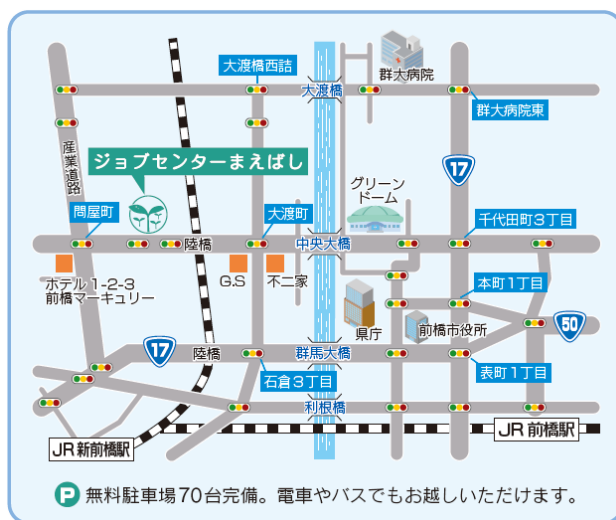 大渡橋西詰
群大病院
大渡橋
群大病院東
産業道路
ジョブセンターまえばし
17
問屋町
大渡町
グリーン
ドーム
千代田町3丁目
陸橋
中央大橋
ホテル1-2-3
前橋マーキュリー
G.S
不二家
本町1丁目
県庁
前橋市役所
50
17
陸橋
群馬大橋
石倉3丁目
表町1丁目
利根橋
JR新前橋駅
JR前橋駅
P 無料駐車場70台完備。電車やバスでもお越しいただけます。